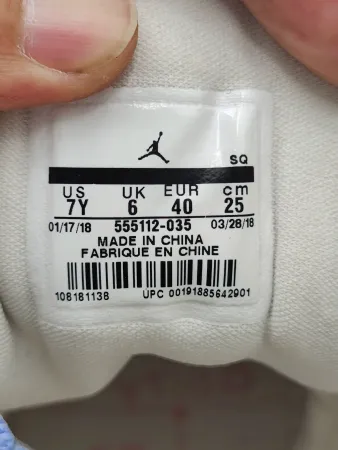 SQ
US UK EUR cm
7Y 6 40 25
01/17/18 555112-035 03/28/18
MADE IN CHINA
FABRIQUE EN CHINE
108181138 UPC 00191885642901